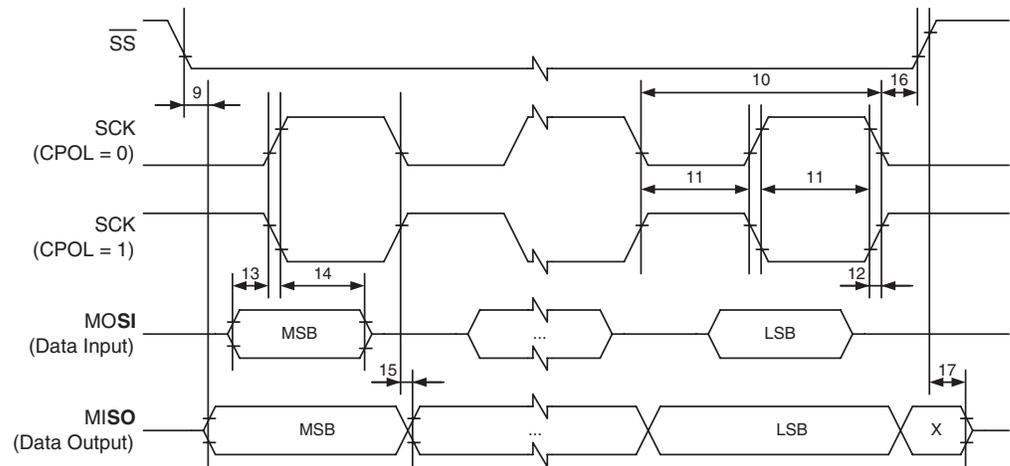 SS
9
10
16
SCK
(CPOL = 0)
11
11
SCK
(CPOL = 1)
13
14
12
MOSI
(Data Input)
MSB
...
LSB
15
17
MISO
(Data Output)
MSB
...
LSB
X